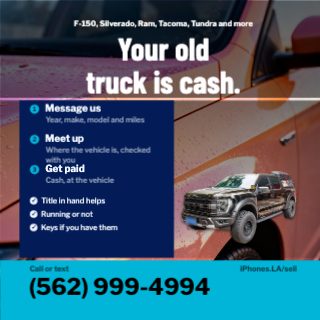 F-150, Silverado, Ram, Tacoma, Tundra and more
Your old
truck is cash.
1 Message us
Year, make, model and miles
2 Meet up
Where the vehicle is, checked
with you
3 Get paid
Cash, at the vehicle
Title in hand helps
Running or not
Keys if you have them
Call or text
iPhones.LA/sell
(562) 999-4994